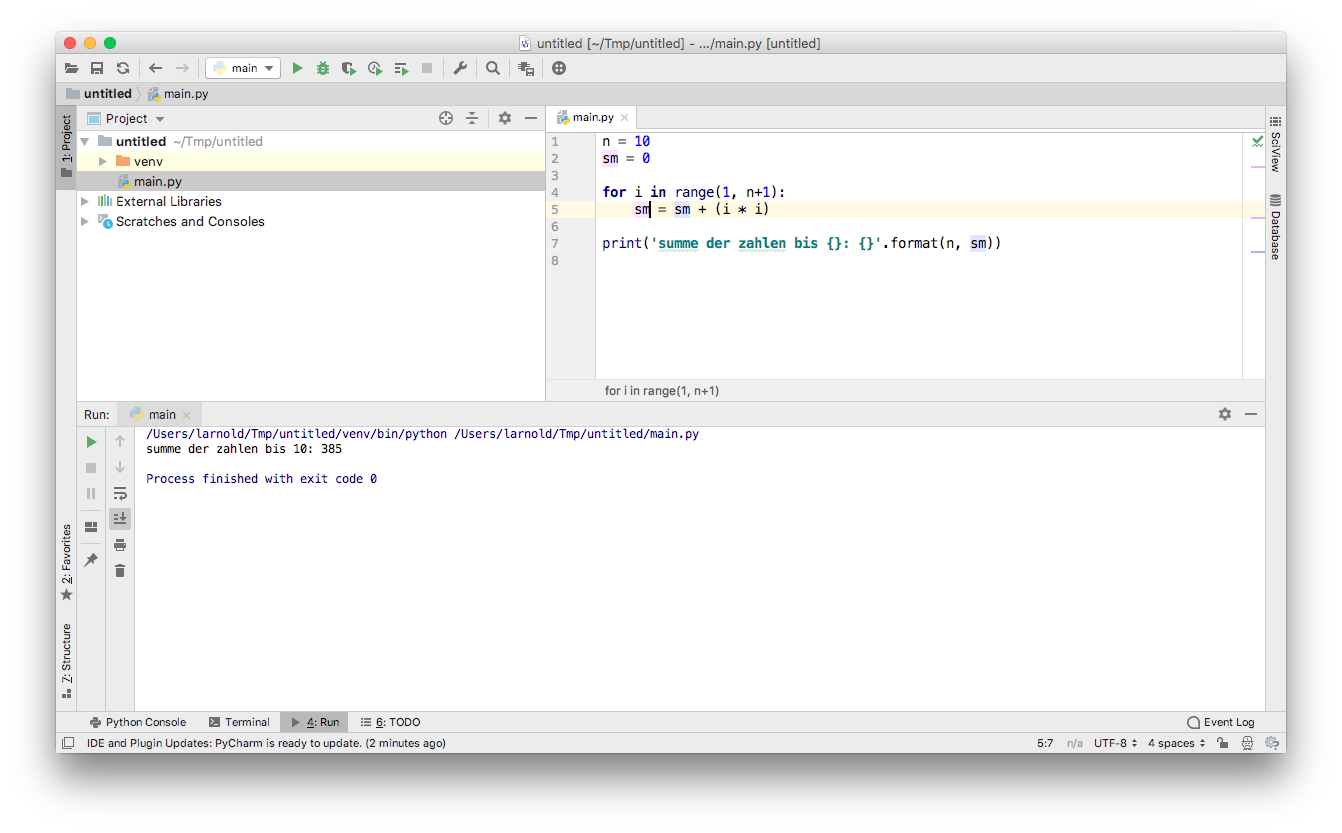 untitled [~/Tmp/untitled] - .../main.py [untitled]
main
untitled main.py
1: Project
Project
untitled ~/Tmp/untitled
venv
main.py
External Libraries
Scratches and Consoles
main.py
1 n = 10
2 sm = 0
3
4 for i in range(1, n+1):
5     sm = sm + (i * i)
6
7 print('summe der zahlen bis {}: {}'.format(n, sm))
8
for i in range(1, n+1)
SciView
Database
Run: main
/Users/larnold/Tmp/untitled/venv/bin/python /Users/larnold/Tmp/untitled/main.py
summe der zahlen bis 10: 385
Process finished with exit code 0
2: Favorites
7: Structure
Python Console Terminal 4: Run 6: TODO Event Log
IDE and Plugin Updates: PyCharm is ready to update. (2 minutes ago) 5:7 n/a UTF-8 4 spaces